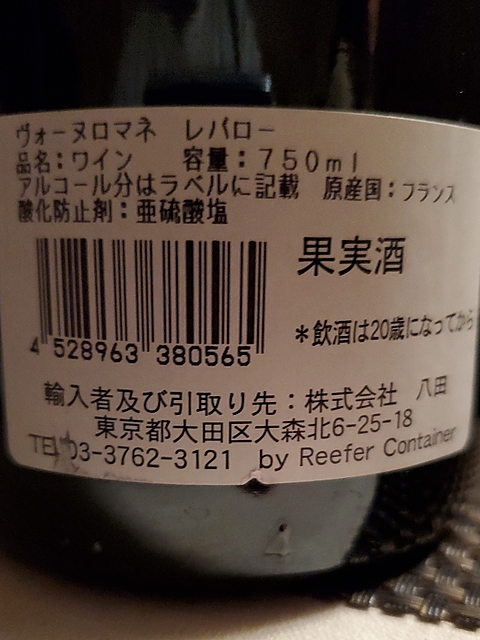 ヴォーヌロマネ　レバロー
品名：ワイン　　容量：７５０ｍｌ
アルコール分はラベルに記載　原産国：フランス
酸化防止剤：亜硫酸塩
果実酒
4 528963 380565
＊飲酒は20歳になってから
輸入者及び引取り先：株式会社　八田
東京都大田区大森北6-25-18
TEL 03-3762-3121　by Reefer Container